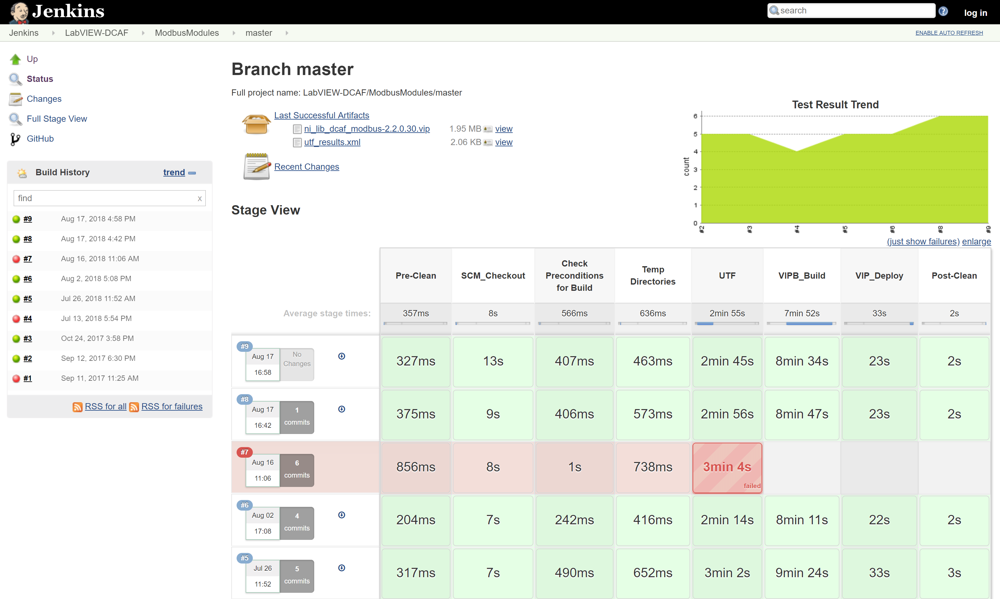 Jenkins
search
log in
Jenkins
LabVIEW-DCAF
ModbusModules
master
ENABLE AUTO REFRESH
Up
Status
Changes
Full Stage View
GitHub
Build History
trend
find
x
#9 Aug 17, 2018 4:58 PM
#8 Aug 17, 2018 4:42 PM
#7 Aug 16, 2018 11:06 AM
#6 Aug 2, 2018 5:08 PM
#5 Jul 26, 2018 11:52 AM
#4 Jul 13, 2018 5:54 PM
#3 Oct 24, 2017 3:58 PM
#2 Sep 12, 2017 6:30 PM
#1 Sep 11, 2017 11:25 AM
RSS for all RSS for failures
Branch master
Full project name: LabVIEW-DCAF/ModbusModules/master
Last Successful Artifacts
ni_lib_dcaf_modbus-2.2.0.30.vip 1.95 MB view
utf_results.xml 2.06 KB view
Recent Changes
Test Result Trend
count
6
5
4
3
2
1
0
#2 #3 #4 #5 #6 #8 #9
(just show failures) enlarge
Stage View
Pre-Clean
SCM_Checkout
Check
Preconditions
for Build
Temp
Directories
UTF
VIPB_Build
VIP_Deploy
Post-Clean
Average stage times:
357ms 8s 566ms 636ms 2min 55s 7min 52s 33s 2s
#9
Aug 17
16:58
No
Changes
327ms 13s 407ms 463ms 2min 45s 8min 34s 23s 2s
#8
Aug 17
16:42
1
commits
375ms 9s 406ms 573ms 2min 56s 8min 47s 23s 2s
#7
Aug 16
11:06
6
commits
856ms 8s 1s 738ms 3min 4s
failed
#6
Aug 02
17:08
4
commits
204ms 7s 242ms 416ms 2min 14s 8min 11s 22s 2s
#5
Jul 26
11:52
5
commits
317ms 7s 490ms 652ms 3min 2s 9min 24s 33s 3s